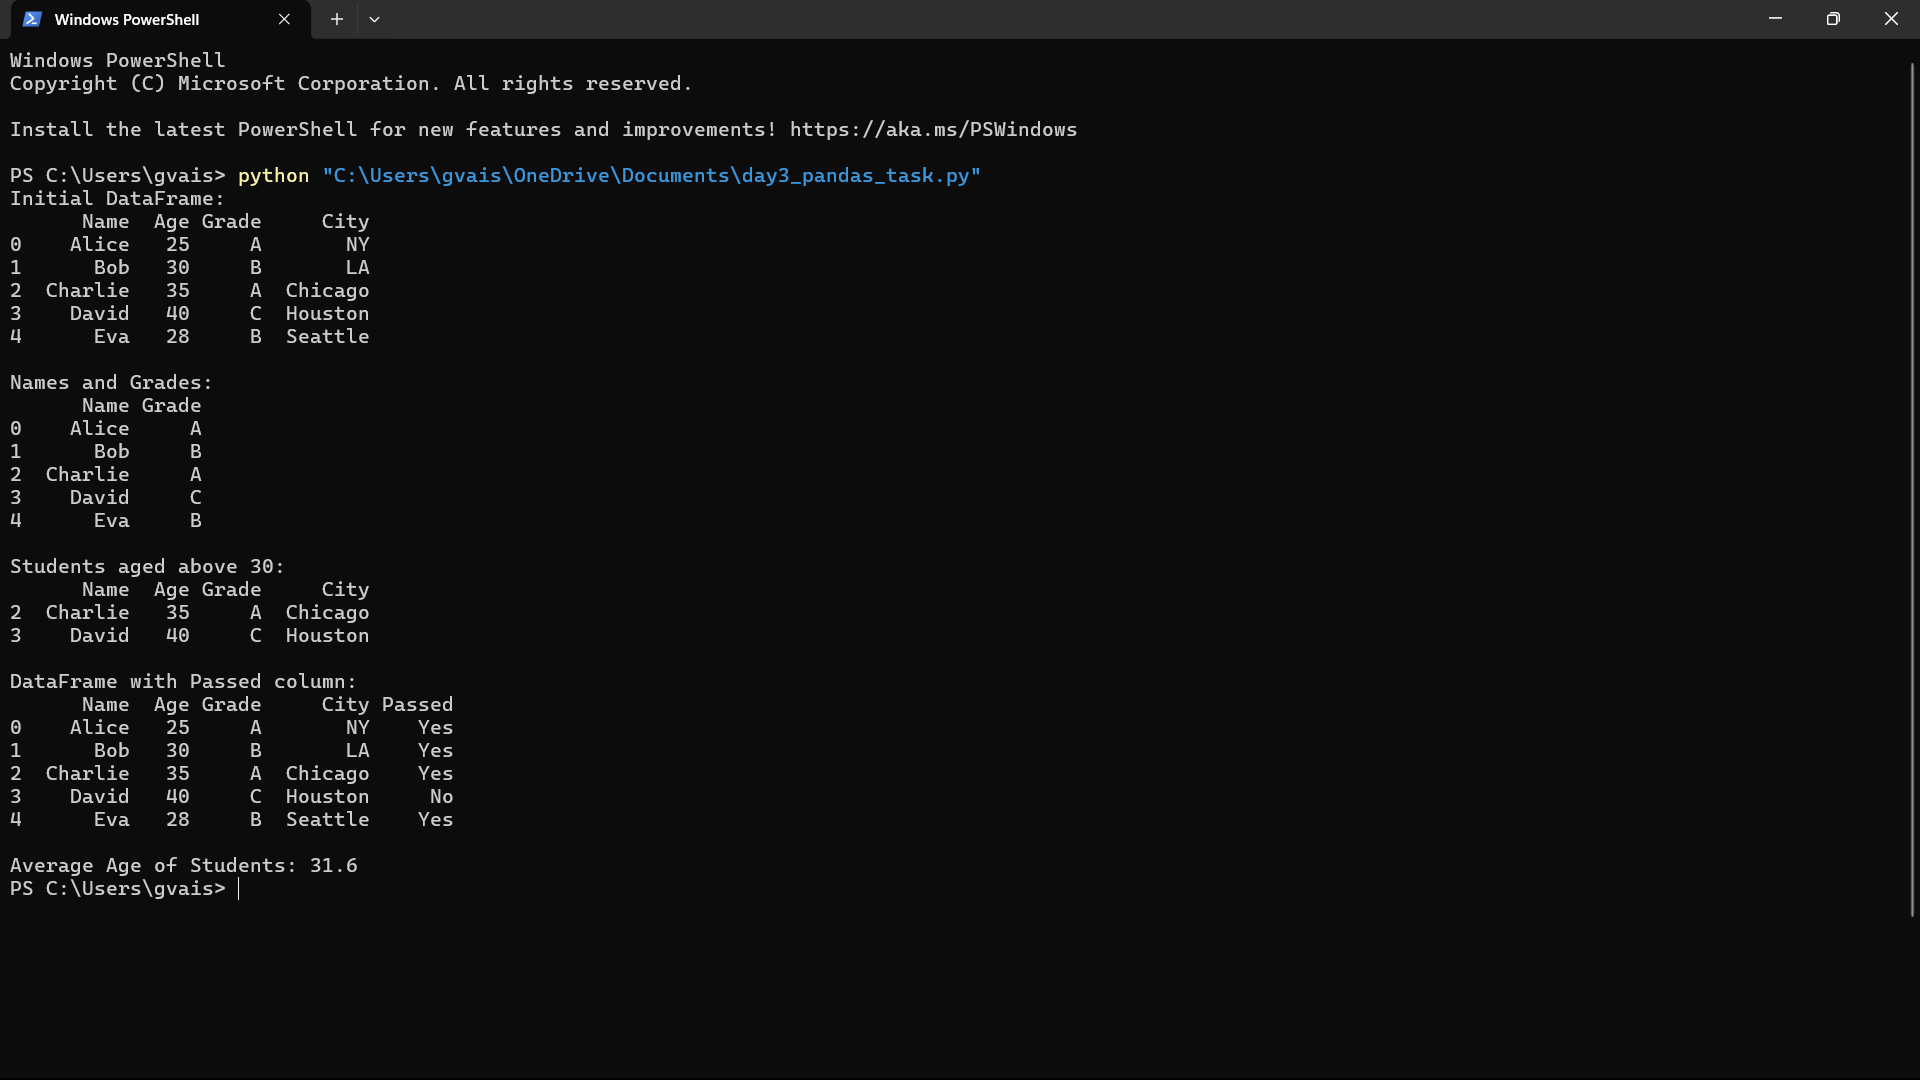 Windows PowerShell
Windows PowerShell
Copyright (C) Microsoft Corporation. All rights reserved.

Install the latest PowerShell for new features and improvements! https://aka.ms/PSWindows

PS C:\Users\gvais> python "C:\Users\gvais\OneDrive\Documents\day3_pandas_task.py"
Initial DataFrame:
      Name  Age Grade     City
0    Alice   25     A       NY
1      Bob   30     B       LA
2  Charlie   35     A  Chicago
3    David   40     C  Houston
4      Eva   28     B  Seattle

Names and Grades:
      Name Grade
0    Alice     A
1      Bob     B
2  Charlie     A
3    David     C
4      Eva     B

Students aged above 30:
      Name  Age Grade     City
2  Charlie   35     A  Chicago
3    David   40     C  Houston

DataFrame with Passed column:
      Name  Age Grade     City Passed
0    Alice   25     A       NY    Yes
1      Bob   30     B       LA    Yes
2  Charlie   35     A  Chicago    Yes
3    David   40     C  Houston     No
4      Eva   28     B  Seattle    Yes

Average Age of Students: 31.6
PS C:\Users\gvais>